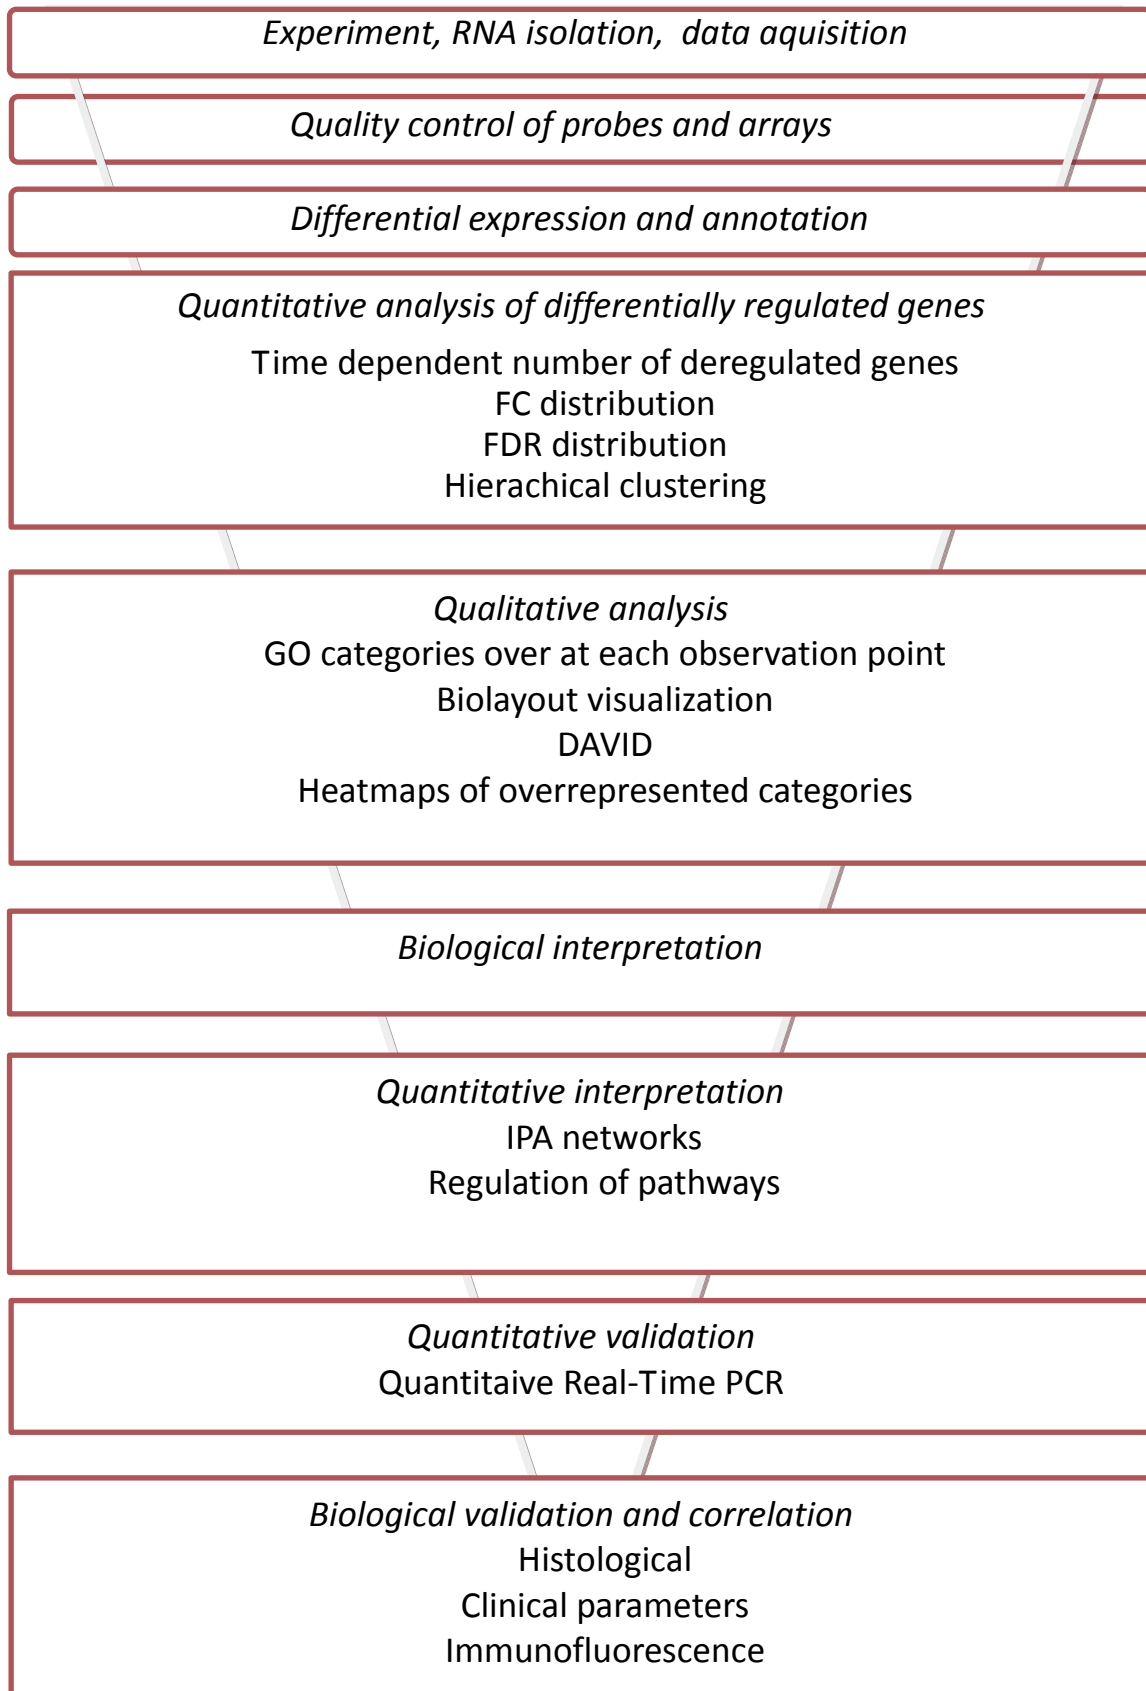 Experiment, RNA isolation,  data aquisition
Quality control of probes and arrays
Differential expression and annotation
Quantitative analysis of differentially regulated genes
Time dependent number of deregulated genes
FC distribution
FDR distribution
Hierachical clustering
Qualitative analysis
GO categories over at each observation point
Biolayout visualization
DAVID
Heatmaps of overrepresented categories
Biological interpretation
Quantitative interpretation
IPA networks
Regulation of pathways
Quantitative validation
Quantitaive Real-Time PCR
Biological validation and correlation
Histological
Clinical parameters
Immunofluorescence